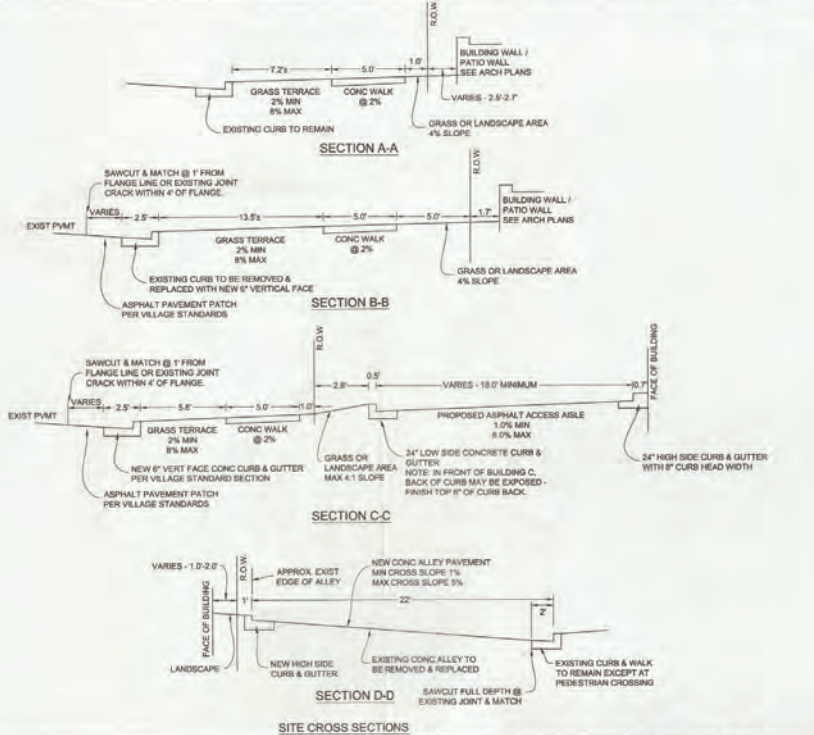 R.O.W.
7.2'±
5.0'
1.0'
BUILDING WALL /
PATIO WALL
SEE ARCH PLANS
GRASS TERRACE
2% MIN
8% MAX
CONC WALK
@ 2%
VARIES - 2.5'-2.7'
EXISTING CURB TO REMAIN
GRASS OR LANDSCAPE AREA
4% SLOPE
SECTION A-A
SAWCUT & MATCH @ 1' FROM
FLANGE LINE OR EXISTING JOINT
CRACK WITHIN 4' OF FLANGE.
R.O.W.
VARIES
2.5'
13.5'±
5.0'
5.0'
1.7'
BUILDING WALL /
PATIO WALL
SEE ARCH PLANS
EXIST PVMT
GRASS TERRACE
2% MIN
8% MAX
CONC WALK
@ 2%
EXISTING CURB TO BE REMOVED &
REPLACED WITH NEW 6" VERTICAL FACE
GRASS OR LANDSCAPE AREA
4% SLOPE
ASPHALT PAVEMENT PATCH
PER VILLAGE STANDARDS
SECTION B-B
SAWCUT & MATCH @ 1' FROM
FLANGE LINE OR EXISTING JOINT
CRACK WITHIN 4' OF FLANGE.
R.O.W.
FACE OF BUILDING
VARIES
2.5'
5.8'
5.0'
1.0'
2.8'
0.5'
VARIES - 18.0' MINIMUM
0.7'
EXIST PVMT
GRASS TERRACE
2% MIN
8% MAX
CONC WALK
@ 2%
PROPOSED ASPHALT ACCESS AISLE
1.0% MIN
6.0% MAX
NEW 6" VERT FACE CONC CURB & GUTTER
PER VILLAGE STANDARD SECTION
GRASS OR
LANDSCAPE AREA
MAX 4:1 SLOPE
24" LOW SIDE CONCRETE CURB &
GUTTER
NOTE: IN FRONT OF BUILDING C,
BACK OF CURB MAY BE EXPOSED -
FINISH TOP 6" OF CURB BACK.
24" HIGH SIDE CURB & GUTTER
WITH 8" CURB HEAD WIDTH
ASPHALT PAVEMENT PATCH
PER VILLAGE STANDARDS
SECTION C-C
VARIES - 1.0'-2.0'
R.O.W.
FACE OF BUILDING
1'
APPROX. EXIST
EDGE OF ALLEY
NEW CONC ALLEY PAVEMENT
MIN CROSS SLOPE 1%
MAX CROSS SLOPE 5%
22'
2'
LANDSCAPE
NEW HIGH SIDE
CURB & GUTTER
EXISTING CONC ALLEY TO
BE REMOVED & REPLACED
EXISTING CURB & WALK
TO REMAIN EXCEPT AT
PEDESTRIAN CROSSING
SAWCUT FULL DEPTH @
EXISTING JOINT & MATCH
SECTION D-D
SITE CROSS SECTIONS